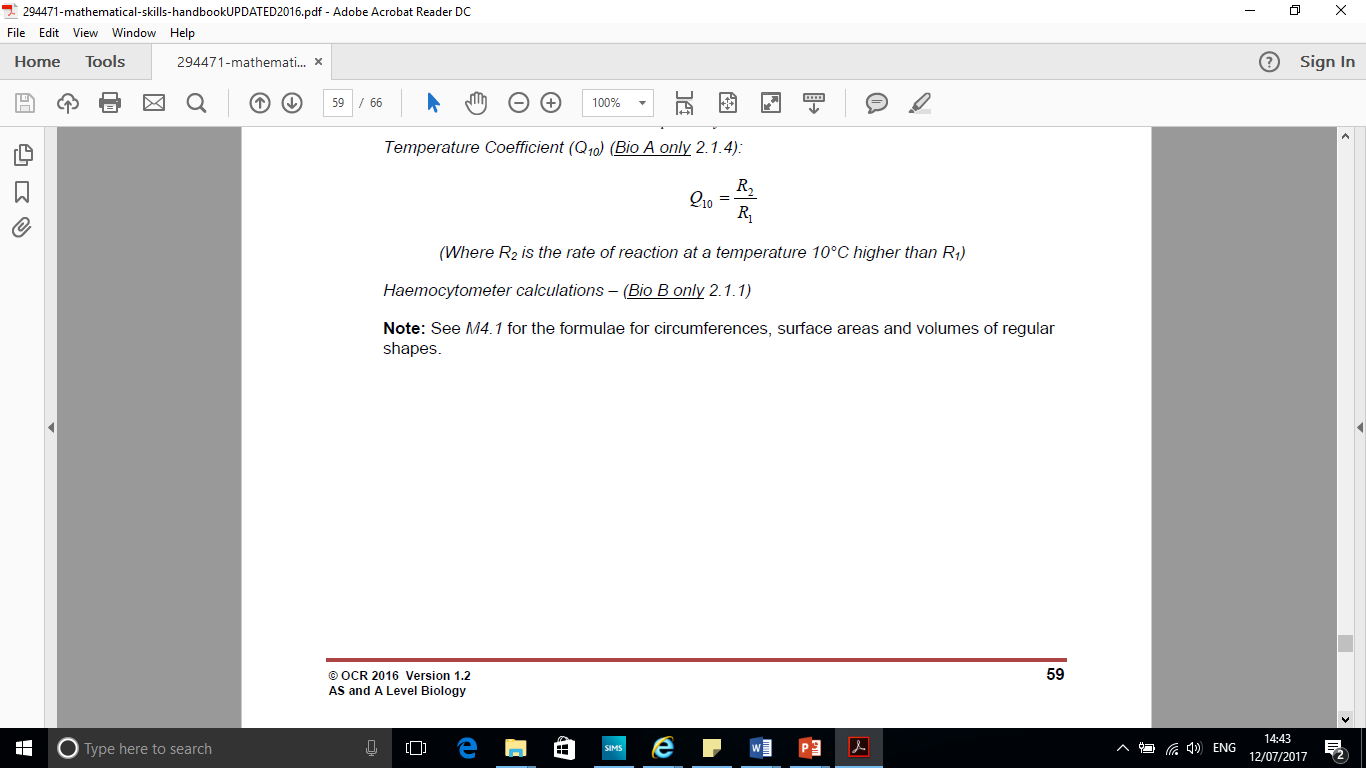 294471-mathematical-skills-handbookUPDATED2016.pdf - Adobe Acrobat Reader DC
File Edit View Window Help
Home Tools 294471-mathemati... × ? Sign In
59 / 66 100%
Temperature Coefficient (Q10) (Bio A only 2.1.4):
Q10 = R2 / R1
(Where R2 is the rate of reaction at a temperature 10°C higher than R1)
Haemocytometer calculations – (Bio B only 2.1.1)
Note: See M4.1 for the formulae for circumferences, surface areas and volumes of regular
shapes.
© OCR 2016 Version 1.2 59
AS and A Level Biology
Type here to search SIMS ENG 14:43
12/07/2017 2